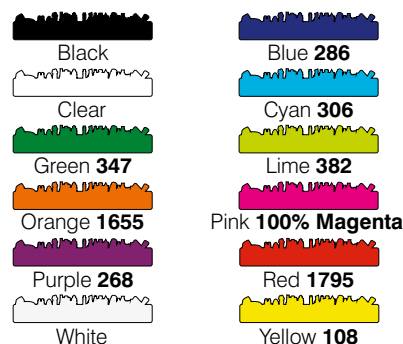 Black
Blue 286
Clear
Cyan 306
Green 347
Lime 382
Orange 1655
Pink 100% Magenta
Purple 268
Red 1795
White
Yellow 108